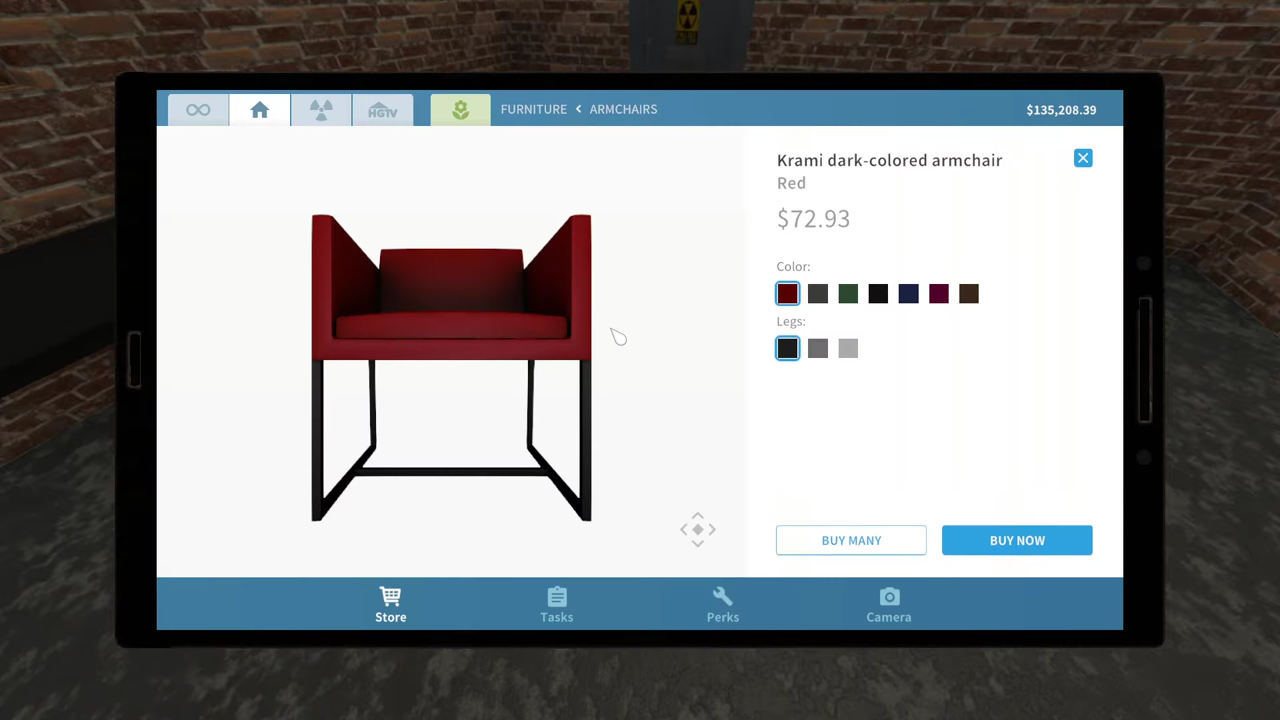 HGTV
FURNITURE < ARMCHAIRS
$135,208.39
Krami dark-colored armchair
Red
$72.93
Color:
Legs:
BUY MANY
BUY NOW
Store
Tasks
Perks
Camera